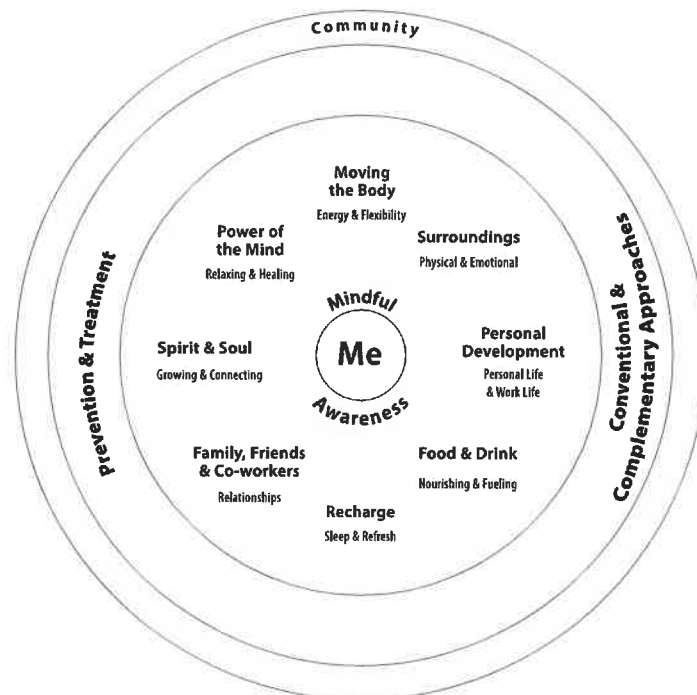 Community
Prevention & Treatment
Conventional &
Complementary Approaches
Moving
the Body
Energy & Flexibility
Surroundings
Physical & Emotional
Personal
Development
Personal Life
& Work Life
Food & Drink
Nourishing & Fueling
Recharge
Sleep & Refresh
Family, Friends
& Co-workers
Relationships
Spirit & Soul
Growing & Connecting
Power of
the Mind
Relaxing & Healing
Mindful
Me
Awareness